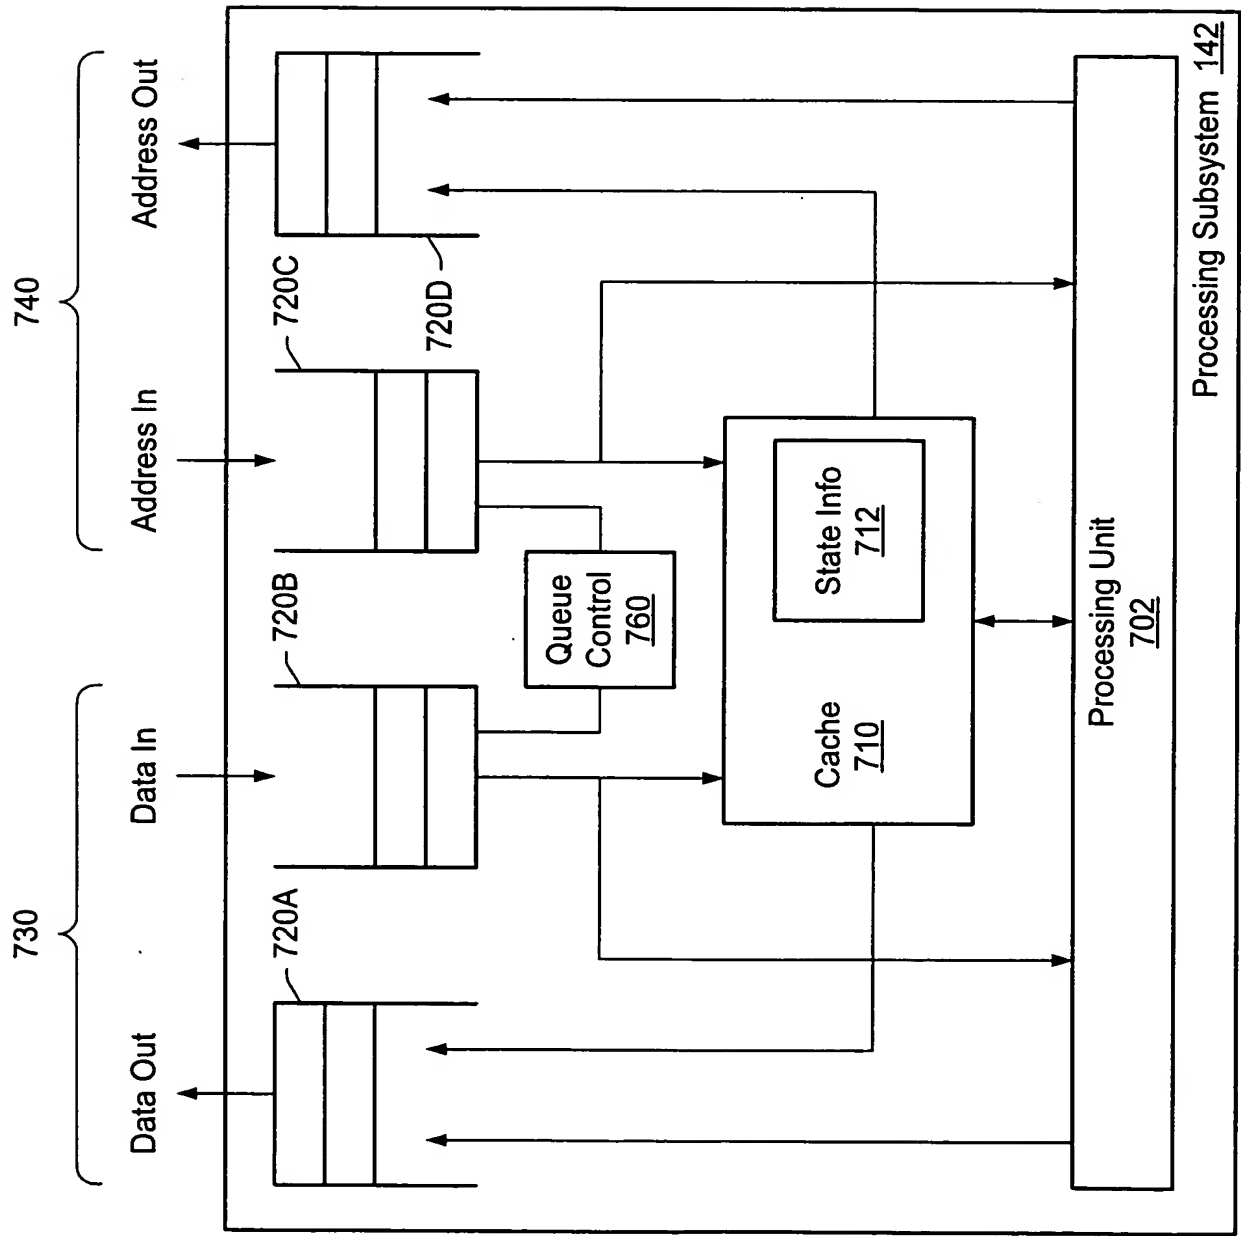 730
740
Data Out
Data In
Address In
Address Out
720A
720B
720C
720D
Queue
Control
760
Cache
710
State Info
712
Processing Unit
702
Processing Subsystem 142